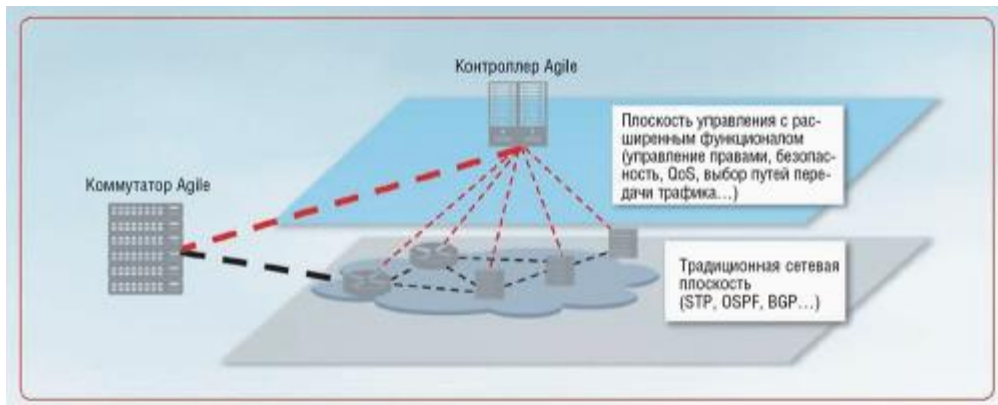 Контроллер Agile
Плоскость управления с рас-
ширенным функционалом
(управление правами, безопас-
ность, QoS, выбор путей пере-
дачи трафика...)
Коммутатор Agile
Традиционная сетевая
плоскость
(STP, OSPF, BGP...)